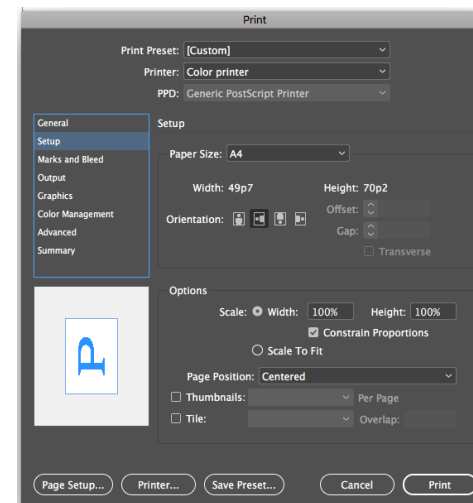 Print
Print Preset: [Custom]
Printer: Color printer
PPD: Generic PostScript Printer
General
Setup
Marks and Bleed
Output
Graphics
Color Management
Advanced
Summary
Setup
Paper Size: A4
Width: 49p7 Height: 70p2
Orientation:
Offset:
Gap:
Transverse
Options
Scale: Width: 100% Height: 100%
Constrain Proportions
Scale To Fit
Page Position: Centered
Thumbnails: Per Page
Tile: Overlap:
P
Page Setup... Printer... Save Preset... Cancel Print